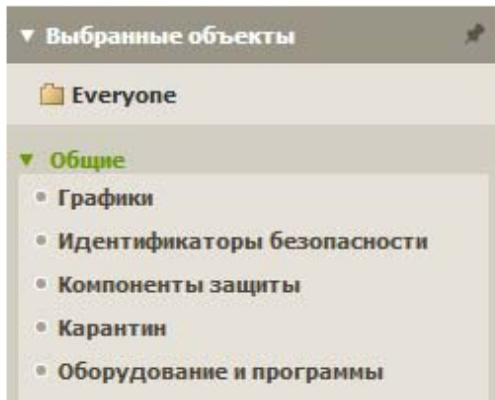 Выбранные объекты
Everyone
Общие
Графики
Идентификаторы безопасности
Компоненты защиты
Карантин
Оборудование и программы